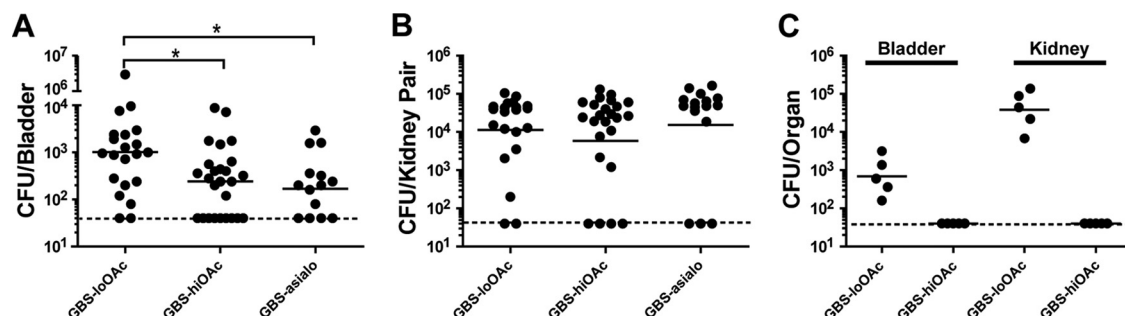 A
CFU/Bladder
10⁷
10⁶
10⁴
10³
10²
10¹
*
*
GBS-loOAc
GBS-hiOAc
GBS-asialo
B
CFU/Kidney Pair
10⁶
10⁵
10⁴
10³
10²
10¹
GBS-loOAc
GBS-hiOAc
GBS-asialo
C
CFU/Organ
10⁶
10⁵
10⁴
10³
10²
10¹
Bladder
Kidney
GBS-loOAc
GBS-hiOAc
GBS-loOAc
GBS-hiOAc